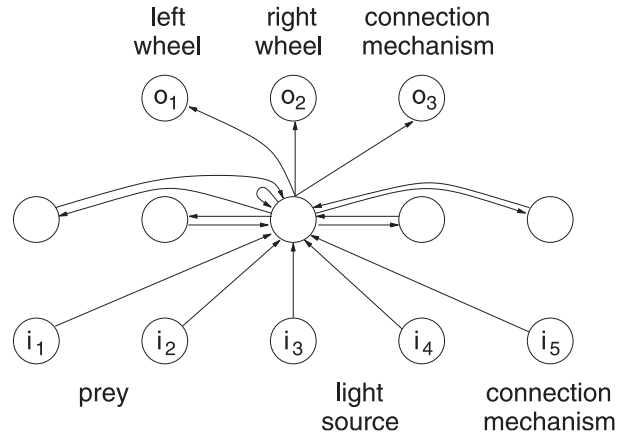 left right connection
wheel wheel mechanism
o1 o2 o3
i1 i2 i3 i4 i5
prey light connection
source mechanism